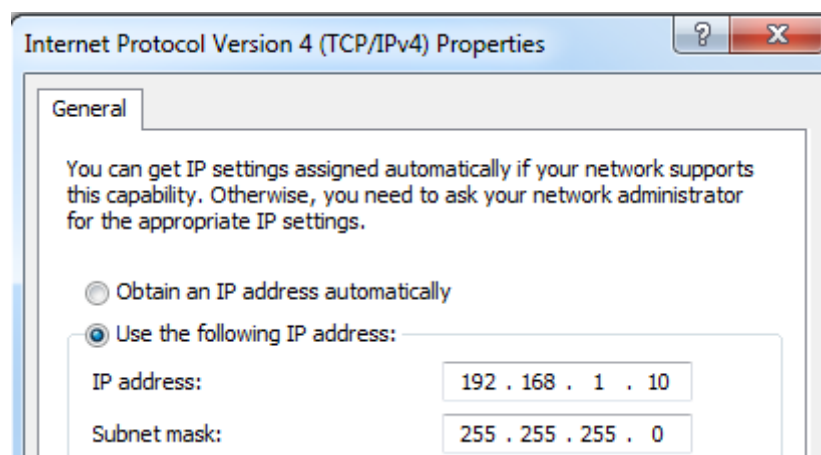 Internet Protocol Version 4 (TCP/IPv4) Properties
?
General
You can get IP settings assigned automatically if your network supports
this capability. Otherwise, you need to ask your network administrator
for the appropriate IP settings.
Obtain an IP address automatically
Use the following IP address:
IP address: 192 . 168 . 1 . 10
Subnet mask: 255 . 255 . 255 . 0